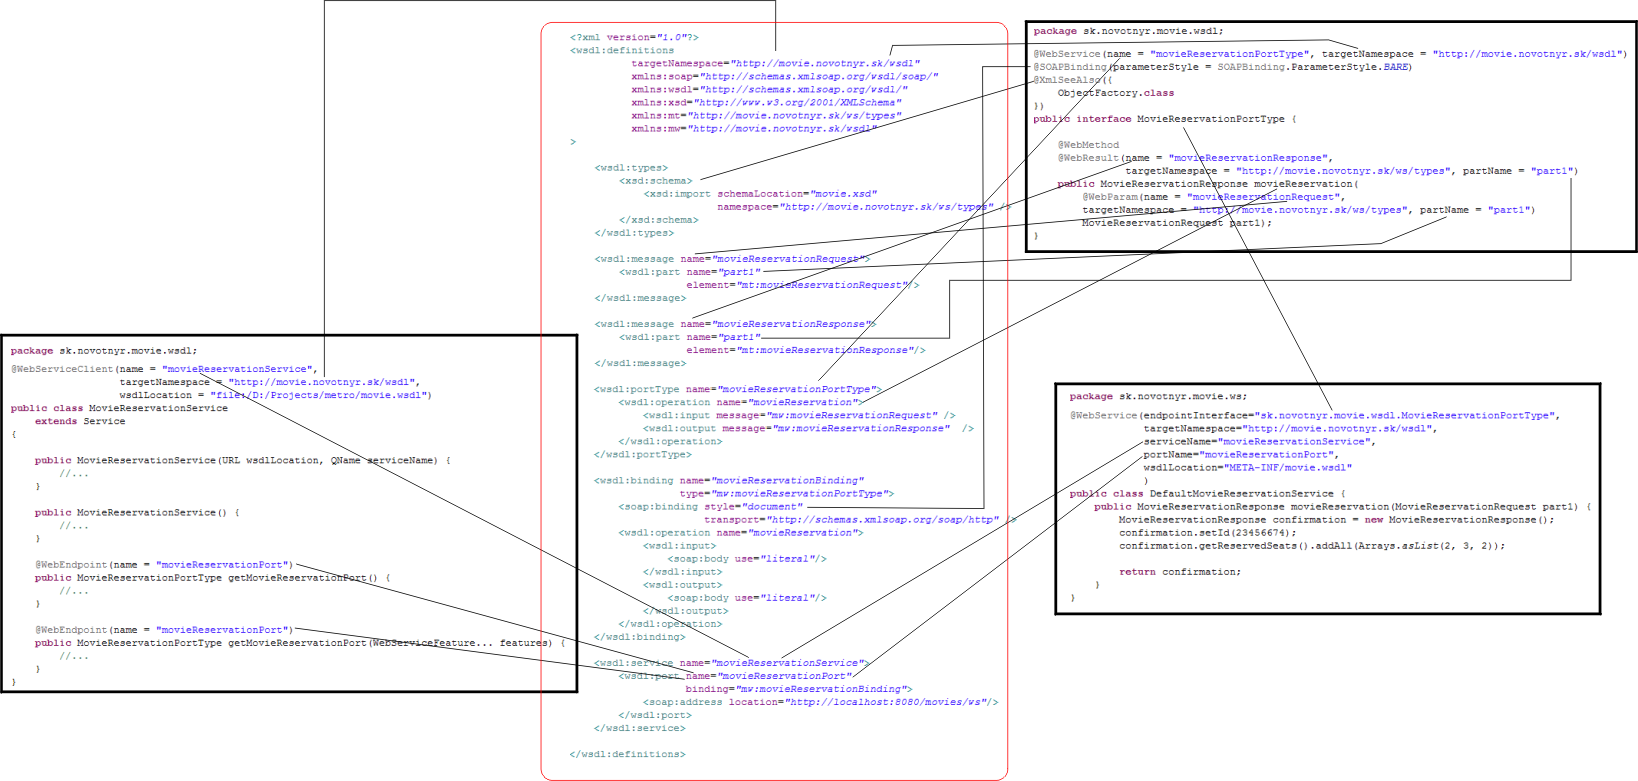 <?xml version="1.0"?>
<wsdl:definitions
targetNamespace="http://movie.novotnyr.sk/wsdl"
xmlns:soap="http://schemas.xmlsoap.org/wsdl/soap/"
xmlns:wsdl="http://schemas.xmlsoap.org/wsdl/"
xmlns:xsd="http://www.w3.org/2001/XMLSchema"
xmlns:mt="http://movie.novotnyr.sk/ws/types"
xmlns:mw="http://movie.novotnyr.sk/wsdl"
>
<wsdl:types>
<xsd:schema>
<xsd:import schemaLocation="movie.xsd"
namespace="http://movie.novotnyr.sk/ws/types" />
</xsd:schema>
</wsdl:types>
<wsdl:message name="movieReservationRequest">
<wsdl:part name="part1"
element="mt:movieReservationRequest"/>
</wsdl:message>
<wsdl:message name="movieReservationResponse">
<wsdl:part name="part1"
element="mt:movieReservationResponse"/>
</wsdl:message>
<wsdl:portType name="movieReservationPortType">
<wsdl:operation name="movieReservation">
<wsdl:input message="mw:movieReservationRequest" />
<wsdl:output message="mw:movieReservationResponse"  />
</wsdl:operation>
</wsdl:portType>
<wsdl:binding name="movieReservationBinding"
type="mw:movieReservationPortType">
<soap:binding style="document"
transport="http://schemas.xmlsoap.org/soap/http" />
<wsdl:operation name="movieReservation">
<wsdl:input>
<soap:body use="literal"/>
</wsdl:input>
<wsdl:output>
<soap:body use="literal"/>
</wsdl:output>
</wsdl:operation>
</wsdl:binding>
<wsdl:service name="movieReservationService">
<wsdl:port name="movieReservationPort"
binding="mw:movieReservationBinding">
<soap:address location="http://localhost:8080/movies/ws"/>
</wsdl:port>
</wsdl:service>
</wsdl:definitions>
package sk.novotnyr.movie.wsdl;
@WebService(name = "movieReservationPortType", targetNamespace = "http://movie.novotnyr.sk/wsdl")
@SOAPBinding(parameterStyle = SOAPBinding.ParameterStyle.BARE)
@XmlSeeAlso({
ObjectFactory.class
})
public interface MovieReservationPortType {
@WebMethod
@WebResult(name = "movieReservationResponse",
targetNamespace = "http://movie.novotnyr.sk/ws/types", partName = "part1")
public MovieReservationResponse movieReservation(
@WebParam(name = "movieReservationRequest",
targetNamespace = "http://movie.novotnyr.sk/ws/types", partName = "part1")
MovieReservationRequest part1);
}
package sk.novotnyr.movie.wsdl;
@WebServiceClient(name = "movieReservationService",
targetNamespace = "http://movie.novotnyr.sk/wsdl",
wsdlLocation = "file:/D:/Projects/metro/movie.wsdl")
public class MovieReservationService
extends Service
{
public MovieReservationService(URL wsdlLocation, QName serviceName) {
//...
}
public MovieReservationService() {
//...
}
@WebEndpoint(name = "movieReservationPort")
public MovieReservationPortType getMovieReservationPort() {
//...
}
@WebEndpoint(name = "movieReservationPort")
public MovieReservationPortType getMovieReservationPort(WebServiceFeature... features) {
//...
}
}
package sk.novotnyr.movie.ws;
@WebService(endpointInterface="sk.novotnyr.movie.wsdl.MovieReservationPortType",
targetNamespace="http://movie.novotnyr.sk/wsdl",
serviceName="movieReservationService",
portName="movieReservationPort",
wsdlLocation="META-INF/movie.wsdl"
)
public class DefaultMovieReservationService {
public MovieReservationResponse movieReservation(MovieReservationRequest part1) {
MovieReservationResponse confirmation = new MovieReservationResponse();
confirmation.setId(23456674);
confirmation.getReservedSeats().addAll(Arrays.asList(2, 3, 2));
return confirmation;
}
}